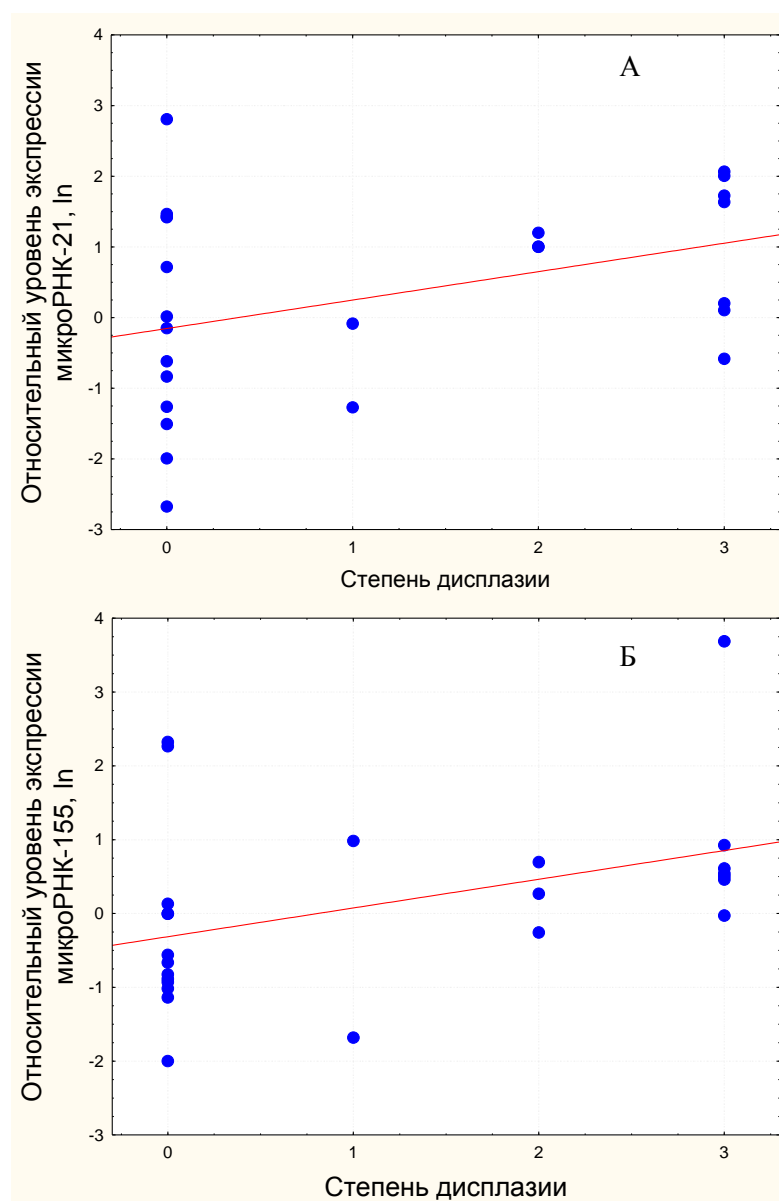 А
Относительный уровень экспрессии
микроРНК-21, ln
4
3
2
1
0
-1
-2
-3
0 1 2 3
Степень дисплазии
Б
Относительный уровень экспрессии
микроРНК-155, ln
4
3
2
1
0
-1
-2
-3
0 1 2 3
Степень дисплазии